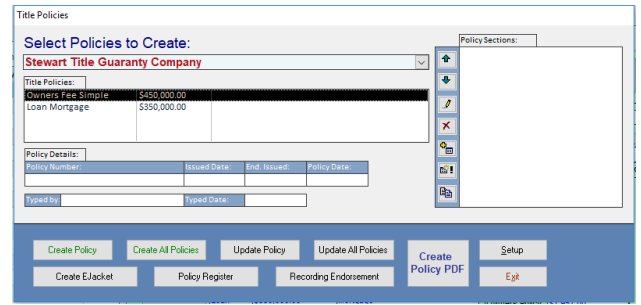 Title Policies
Select Policies to Create:
Policy Sections:
Stewart Title Guaranty Company
Title Policies:
Owners Fee Simple $450,000.00
Loan Mortgage $350,000.00
Policy Details:
Policy Number: Issued Date: End. Issued: Policy Date:
Typed by: Typed Date:
Create Policy Create All Policies Update Policy Update All Policies Create Policy PDF Setup
Create EJacket Policy Register Recording Endorsement Exit